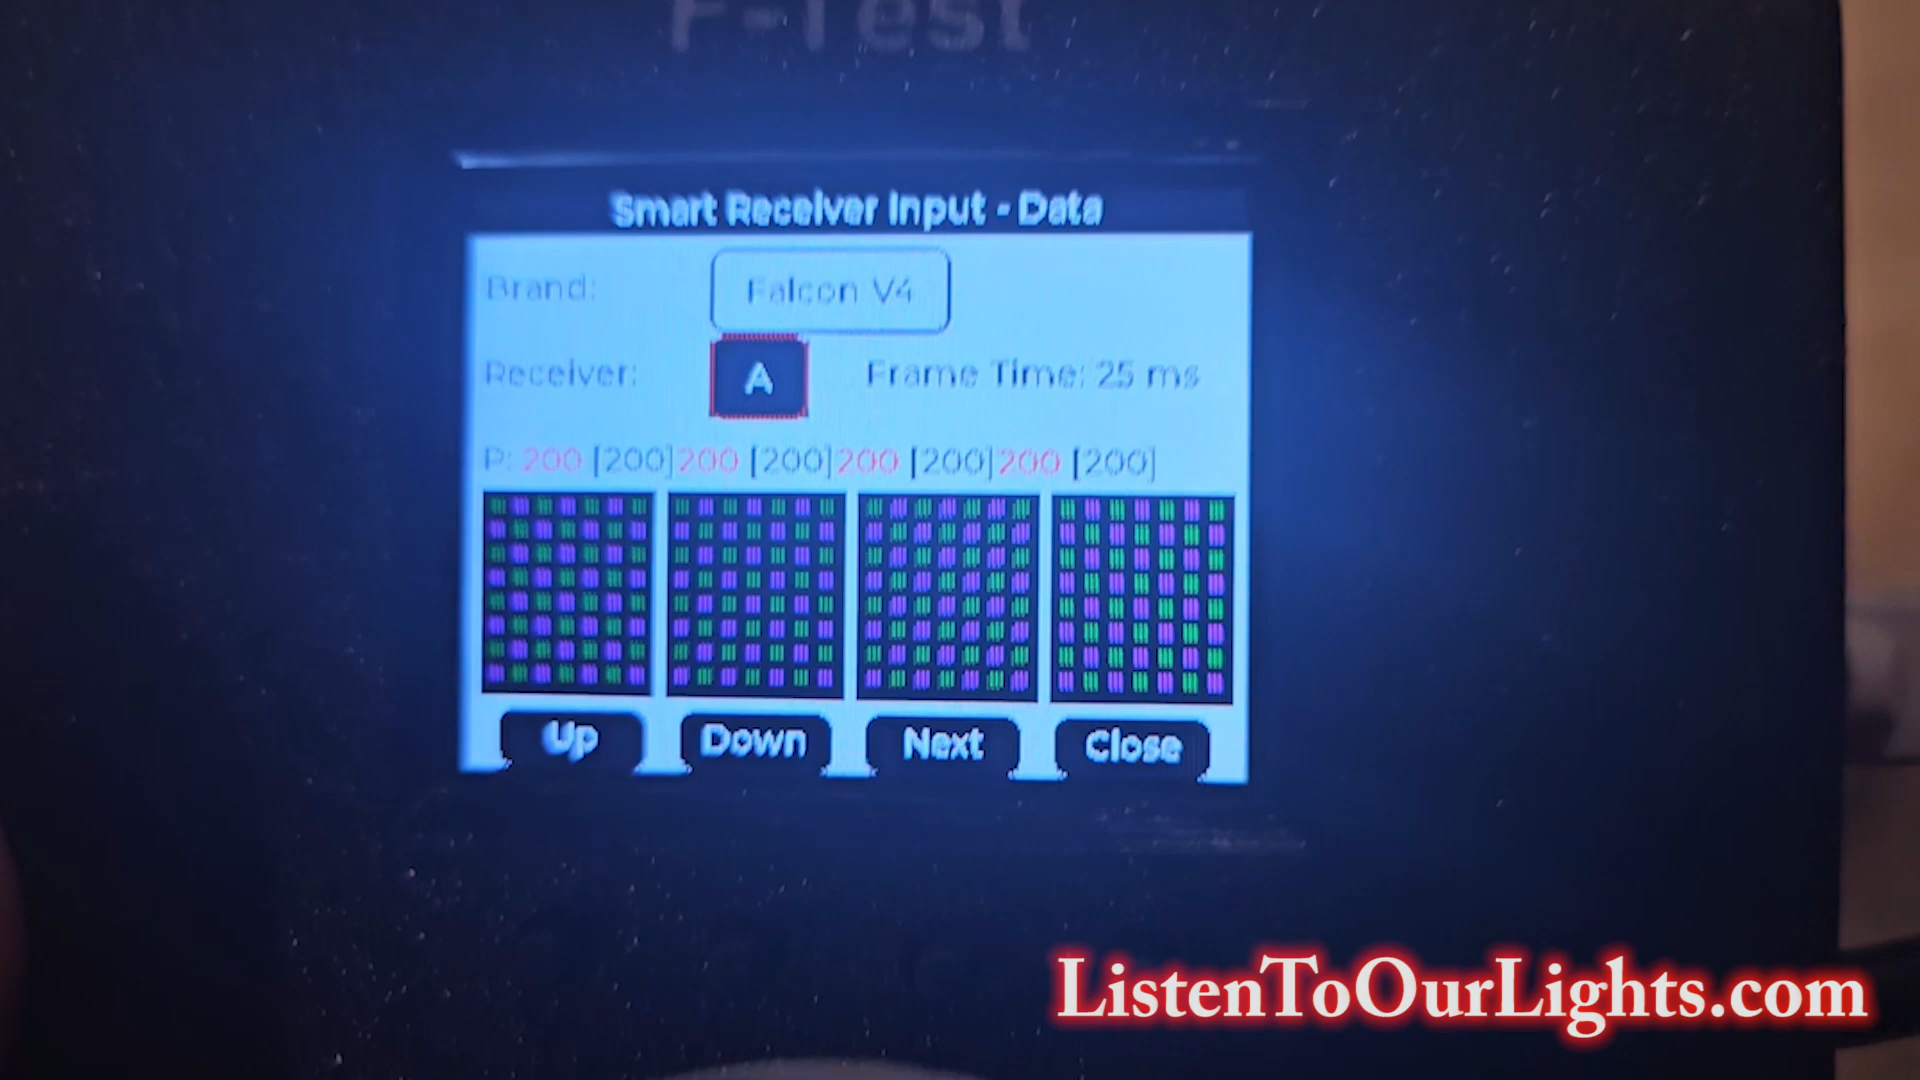 F-Test
Smart Receiver Input - Data
Brand: Falcon V4
Receiver: A Frame Time: 25 ms
P: 200 [200] 200 [200] 200 [200] 200 [200]
Up Down Next Close
ListenToOurLights.com